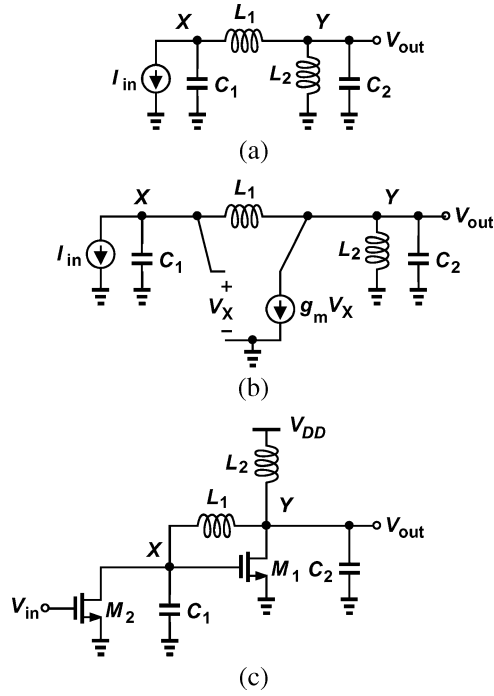 X L1 Y Vout
Iin C1 L2 C2
(a)
X L1 Y Vout
Iin C1 + VX − gmVX L2 C2
(b)
VDD
L2
L1 Y Vout
X
M1 C2
Vin M2 C1
(c)